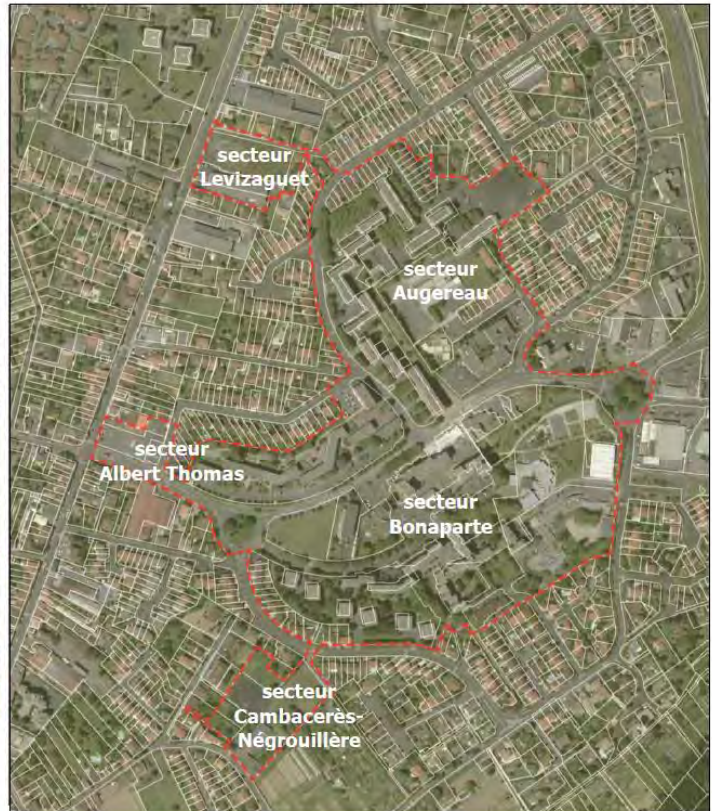 secteur
Levizaguet
secteur
Augereau
secteur
Albert Thomas
secteur
Bonaparte
secteur
Cambacerès-
Négrouillère